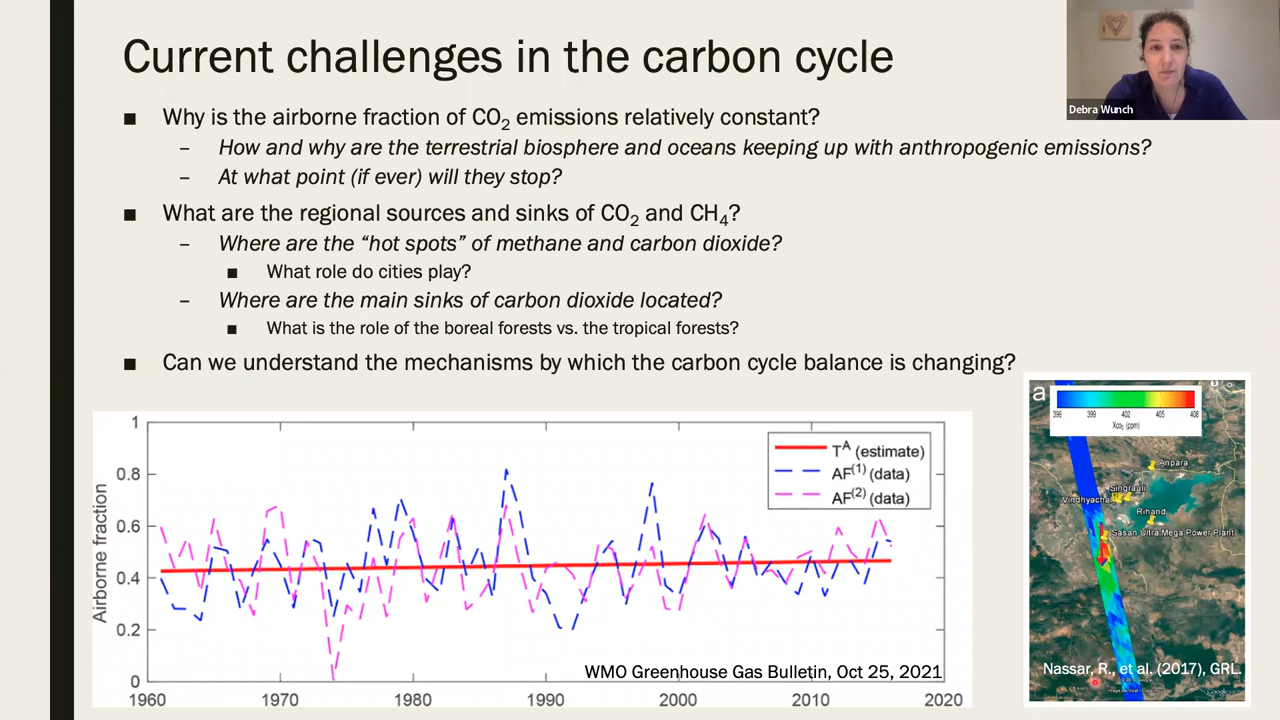 Current challenges in the carbon cycle
Debra Wunch
■ Why is the airborne fraction of CO₂ emissions relatively constant?
– How and why are the terrestrial biosphere and oceans keeping up with anthropogenic emissions?
– At what point (if ever) will they stop?
■ What are the regional sources and sinks of CO₂ and CH₄?
– Where are the “hot spots” of methane and carbon dioxide?
■ What role do cities play?
– Where are the main sinks of carbon dioxide located?
■ What is the role of the boreal forests vs. the tropical forests?
■ Can we understand the mechanisms by which the carbon cycle balance is changing?
Airborne fraction
1
0.8
0.6
0.4
0.2
0
1960 1970 1980 1990 2000 2010 2020
Tᴬ (estimate)
AF⁽¹⁾ (data)
AF⁽²⁾ (data)
WMO Greenhouse Gas Bulletin, Oct 25, 2021
a
396 399 402 405 408
Xco₂ (ppm)
Anpara
Singrauli
Vindhyachal
Rihand
Sasan Ultra Mega Power Plant
Nassar, R., et al. (2017), GRL.
Google